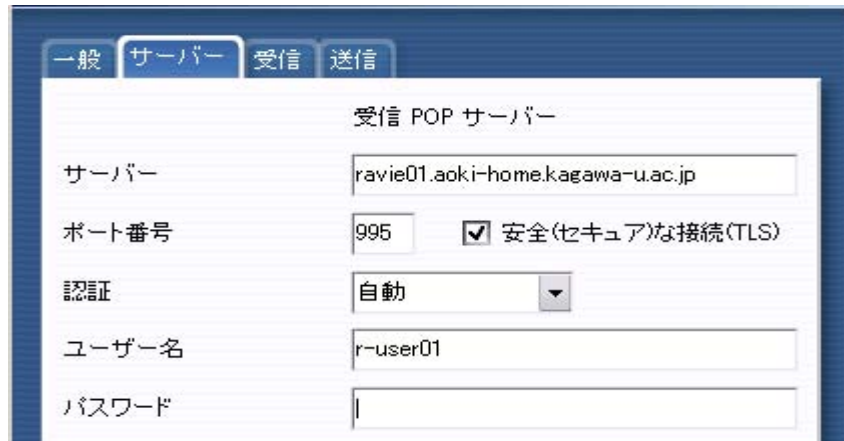 一般 サーバー 受信 送信
受信 POP サーバー
サーバー ravie01.aoki-home.kagawa-u.ac.jp
ポート番号 995 安全(セキュア)な接続(TLS)
認証 自動
ユーザー名 r-user01
パスワード